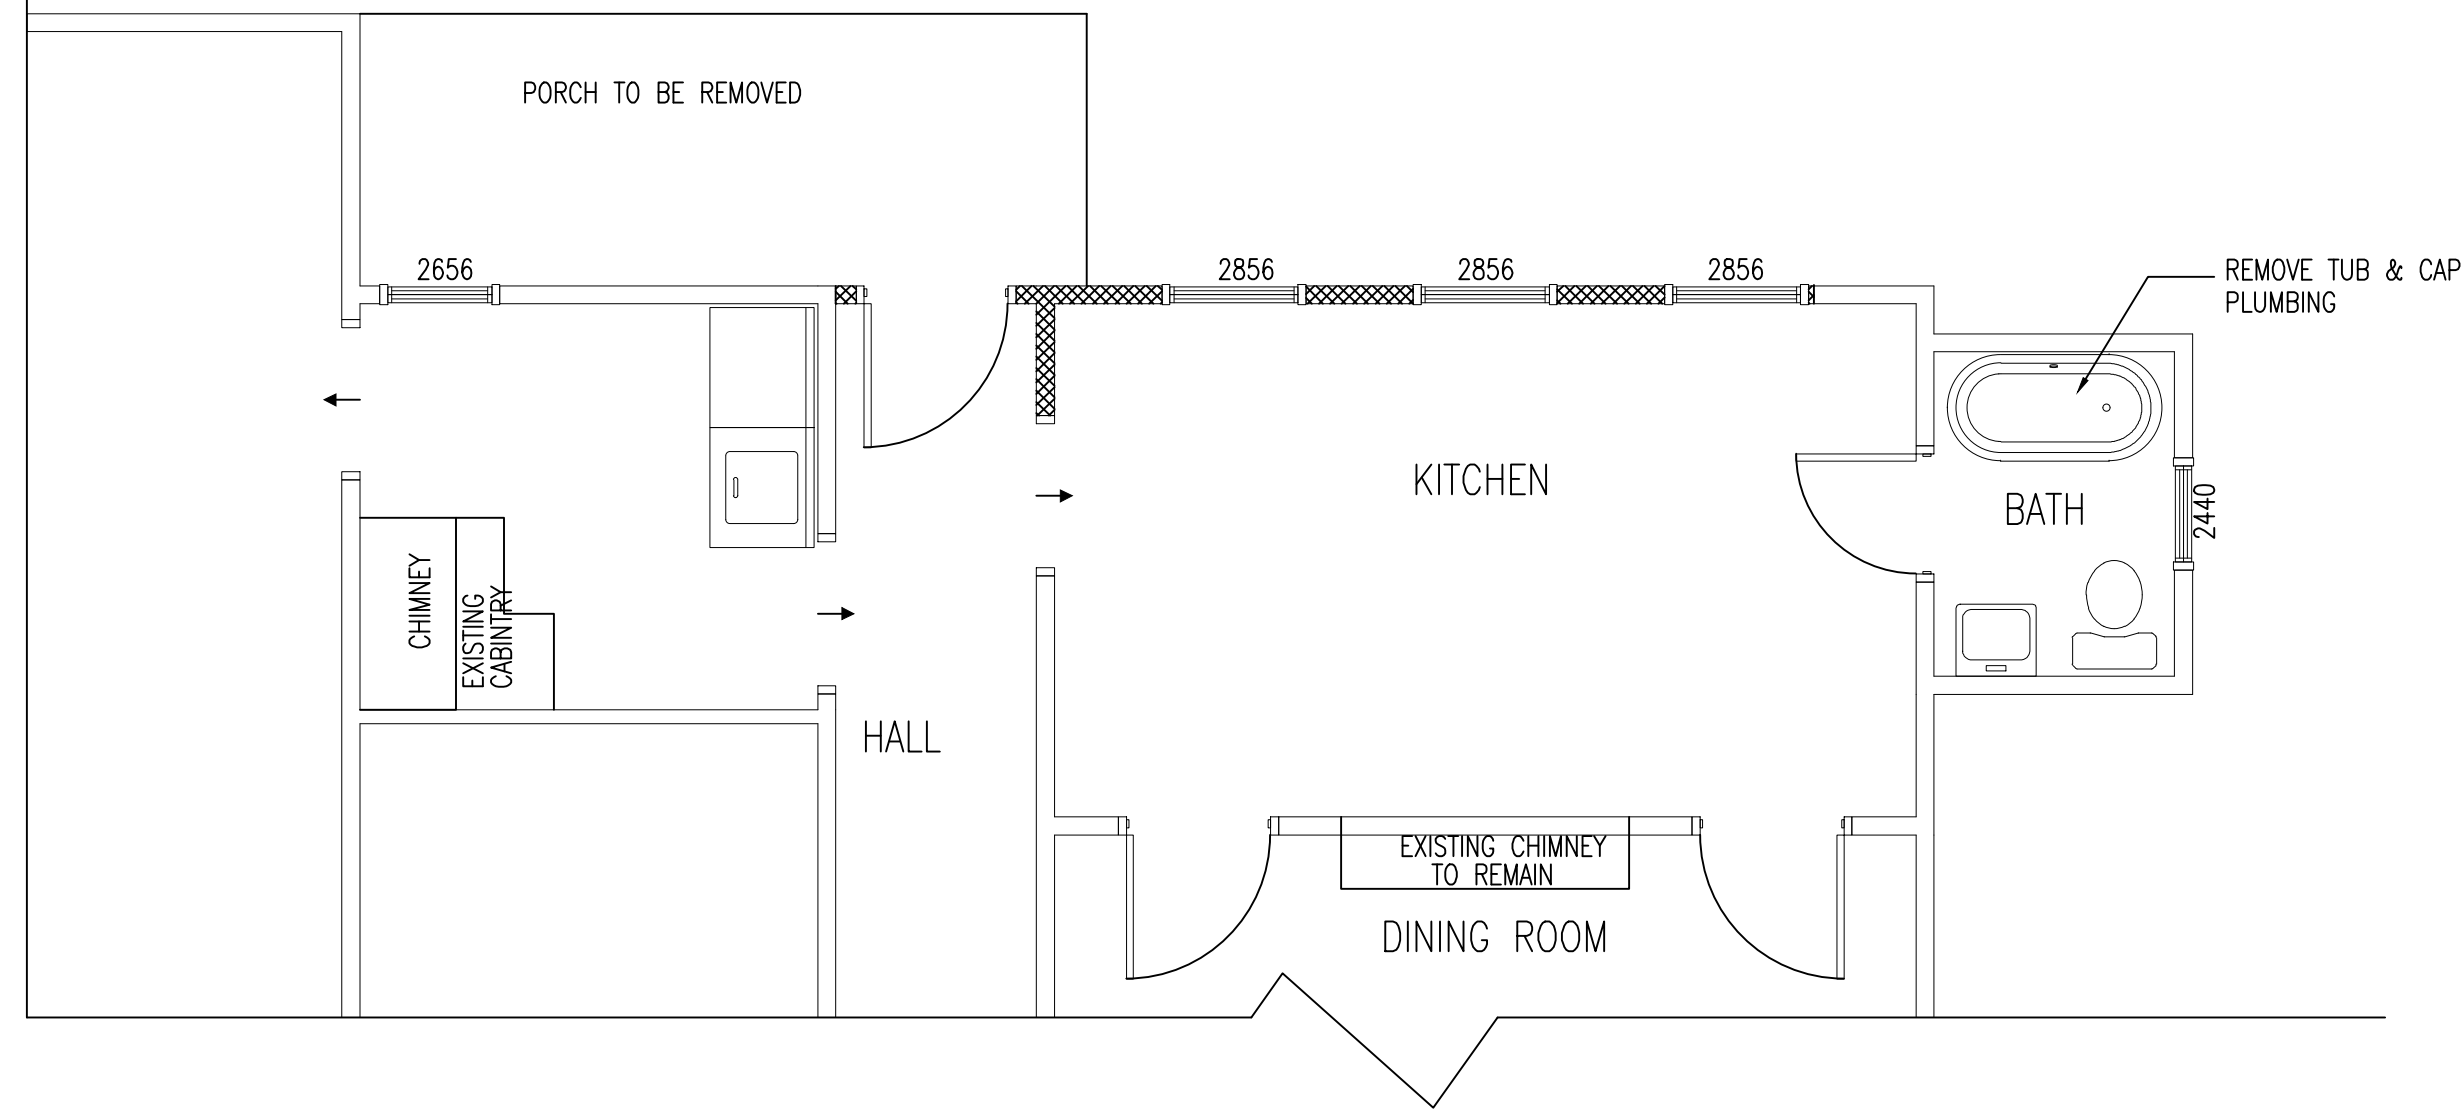 PORCH TO BE REMOVED
2656
2856
2856
2856
REMOVE TUB & CAP
PLUMBING
KITCHEN
BATH
2440
CHIMNEY
EXISTING
CABINTRY
HALL
EXISTING CHIMNEY
TO REMAIN
DINING ROOM